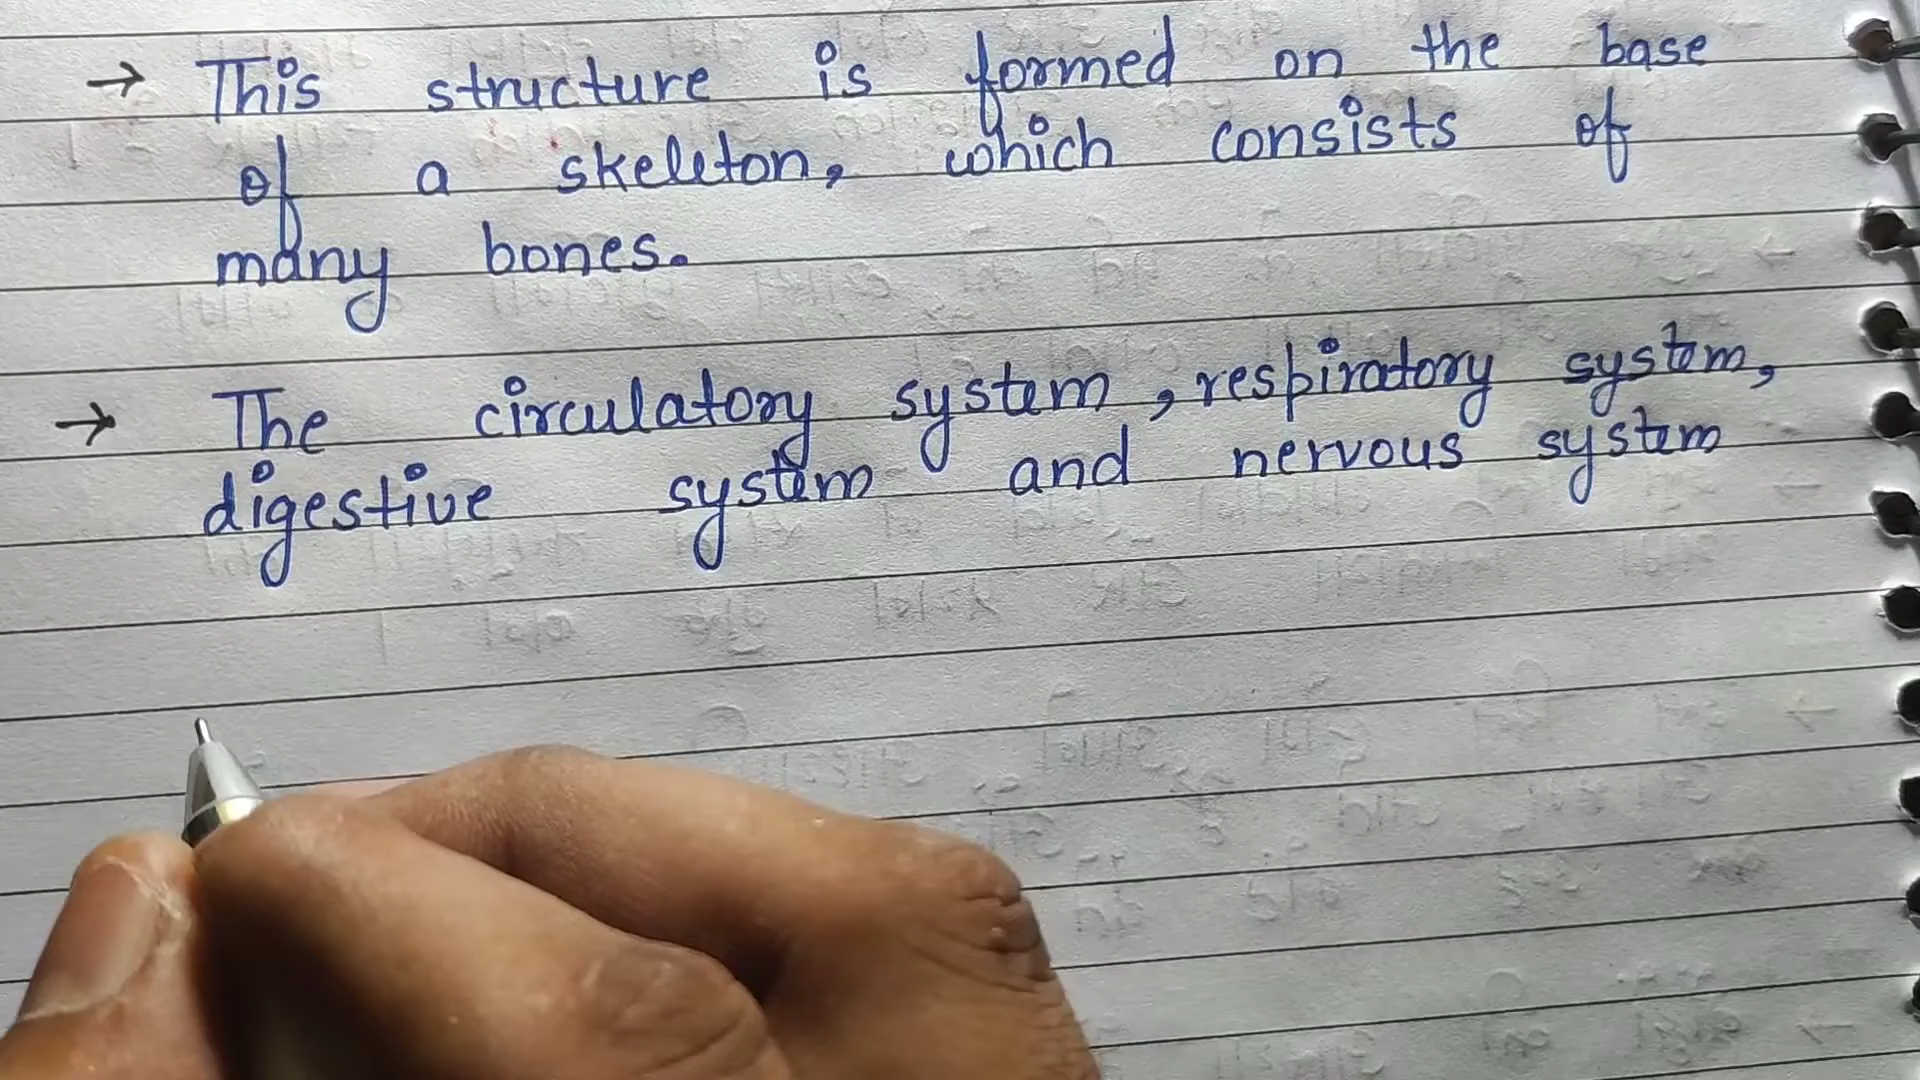 → This structure is formed on the base
of a skeleton, which consists of
many bones.
→ The circulatory system, respiratory system,
digestive system and nervous system